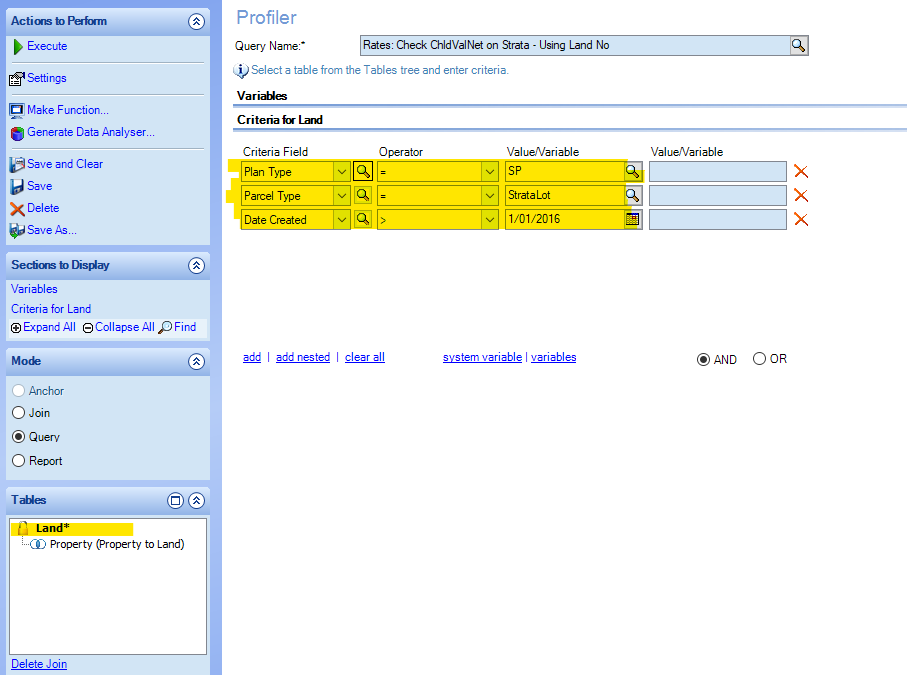 Actions to Perform
Execute
Settings
Make Function...
Generate Data Analyser...
Save and Clear
Save
Delete
Save As...
Sections to Display
Variables
Criteria for Land
Expand All Collapse All Find
Mode
Anchor
Join
Query
Report
Tables
Land*
Property (Property to Land)
Delete Join
Profiler
Query Name:* Rates: Check ChldValNet on Strata - Using Land No
Select a table from the Tables tree and enter criteria.
Variables
Criteria for Land
Criteria Field Operator Value/Variable Value/Variable
Plan Type = SP
Parcel Type = StrataLot
Date Created > 1/01/2016
add | add nested | clear all system variable | variables AND OR